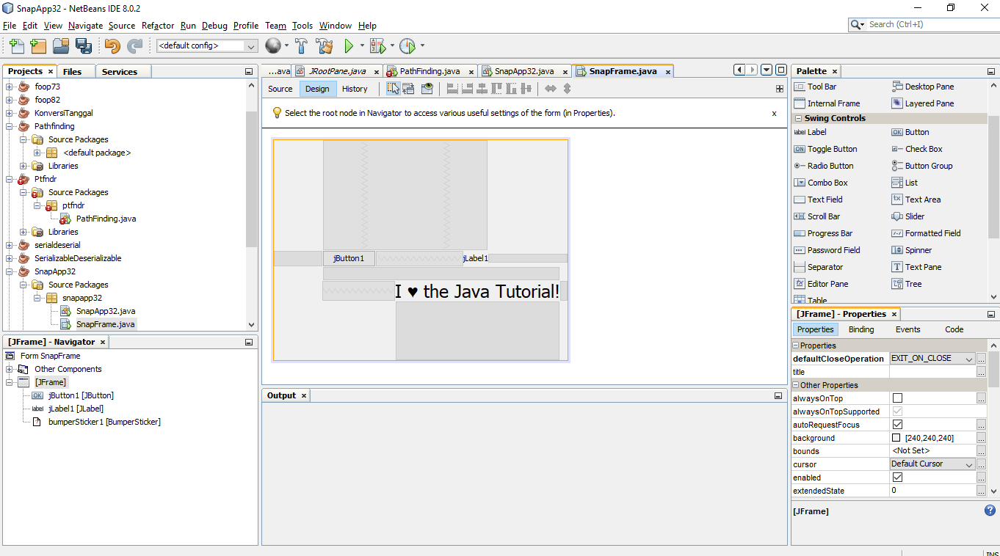 SnapApp32 - NetBeans IDE 8.0.2
File Edit View Navigate Source Refactor Run Debug Profile Team Tools Window Help
Search (Ctrl+I)
<default config>
Projects × Files Services
foop73
foop82
KonversiTanggal
Pathfinding
Source Packages
<default package>
Libraries
Ptfndr
Source Packages
ptfndr
PathFinding.java
Libraries
serialdeserial
SerializableDeserializable
SnapApp32
Source Packages
snapapp32
SnapApp32.java
SnapFrame.java
[JFrame] - Navigator ×
Form SnapFrame
Other Components
[JFrame]
jButton1 [JButton]
jLabel1 [JLabel]
bumperSticker1 [BumperSticker]
...ava JRootPane.java × PathFinding.java × SnapApp32.java × SnapFrame.java ×
Source Design History
Select the root node in Navigator to access various useful settings of the form (in Properties). x
jButton1 jLabel1
I ♥ the Java Tutorial!
Output ×
Palette ×
Tool Bar Desktop Pane
Internal Frame Layered Pane
Swing Controls
label Label OK Button
ON Toggle Button Check Box
Radio Button Button Group
Combo Box List
Text Field Text Area
Scroll Bar Slider
Progress Bar Formatted Field
Password Field Spinner
Separator Text Pane
Editor Pane Tree
Table
[JFrame] - Properties ×
Properties Binding Events Code
Properties
defaultCloseOperation EXIT_ON_CLOSE ...
title ...
Other Properties
alwaysOnTop ...
alwaysOnTopSupported
autoRequestFocus ...
background [240,240,240] ...
bounds <Not Set> ...
cursor Default Cursor ...
enabled ...
extendedState 0 ...
[JFrame]
INS